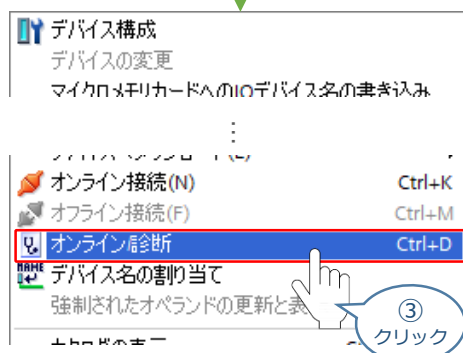 デバイス構成
デバイスの変更
マイクロメモリカードへのIOデバイス名の書き込み
オンライン接続(N) Ctrl+K
オフライン接続(F) Ctrl+M
オンライン診断 Ctrl+D
デバイス名の割り当て
強制されたオペランドの更新と表
③
クリック